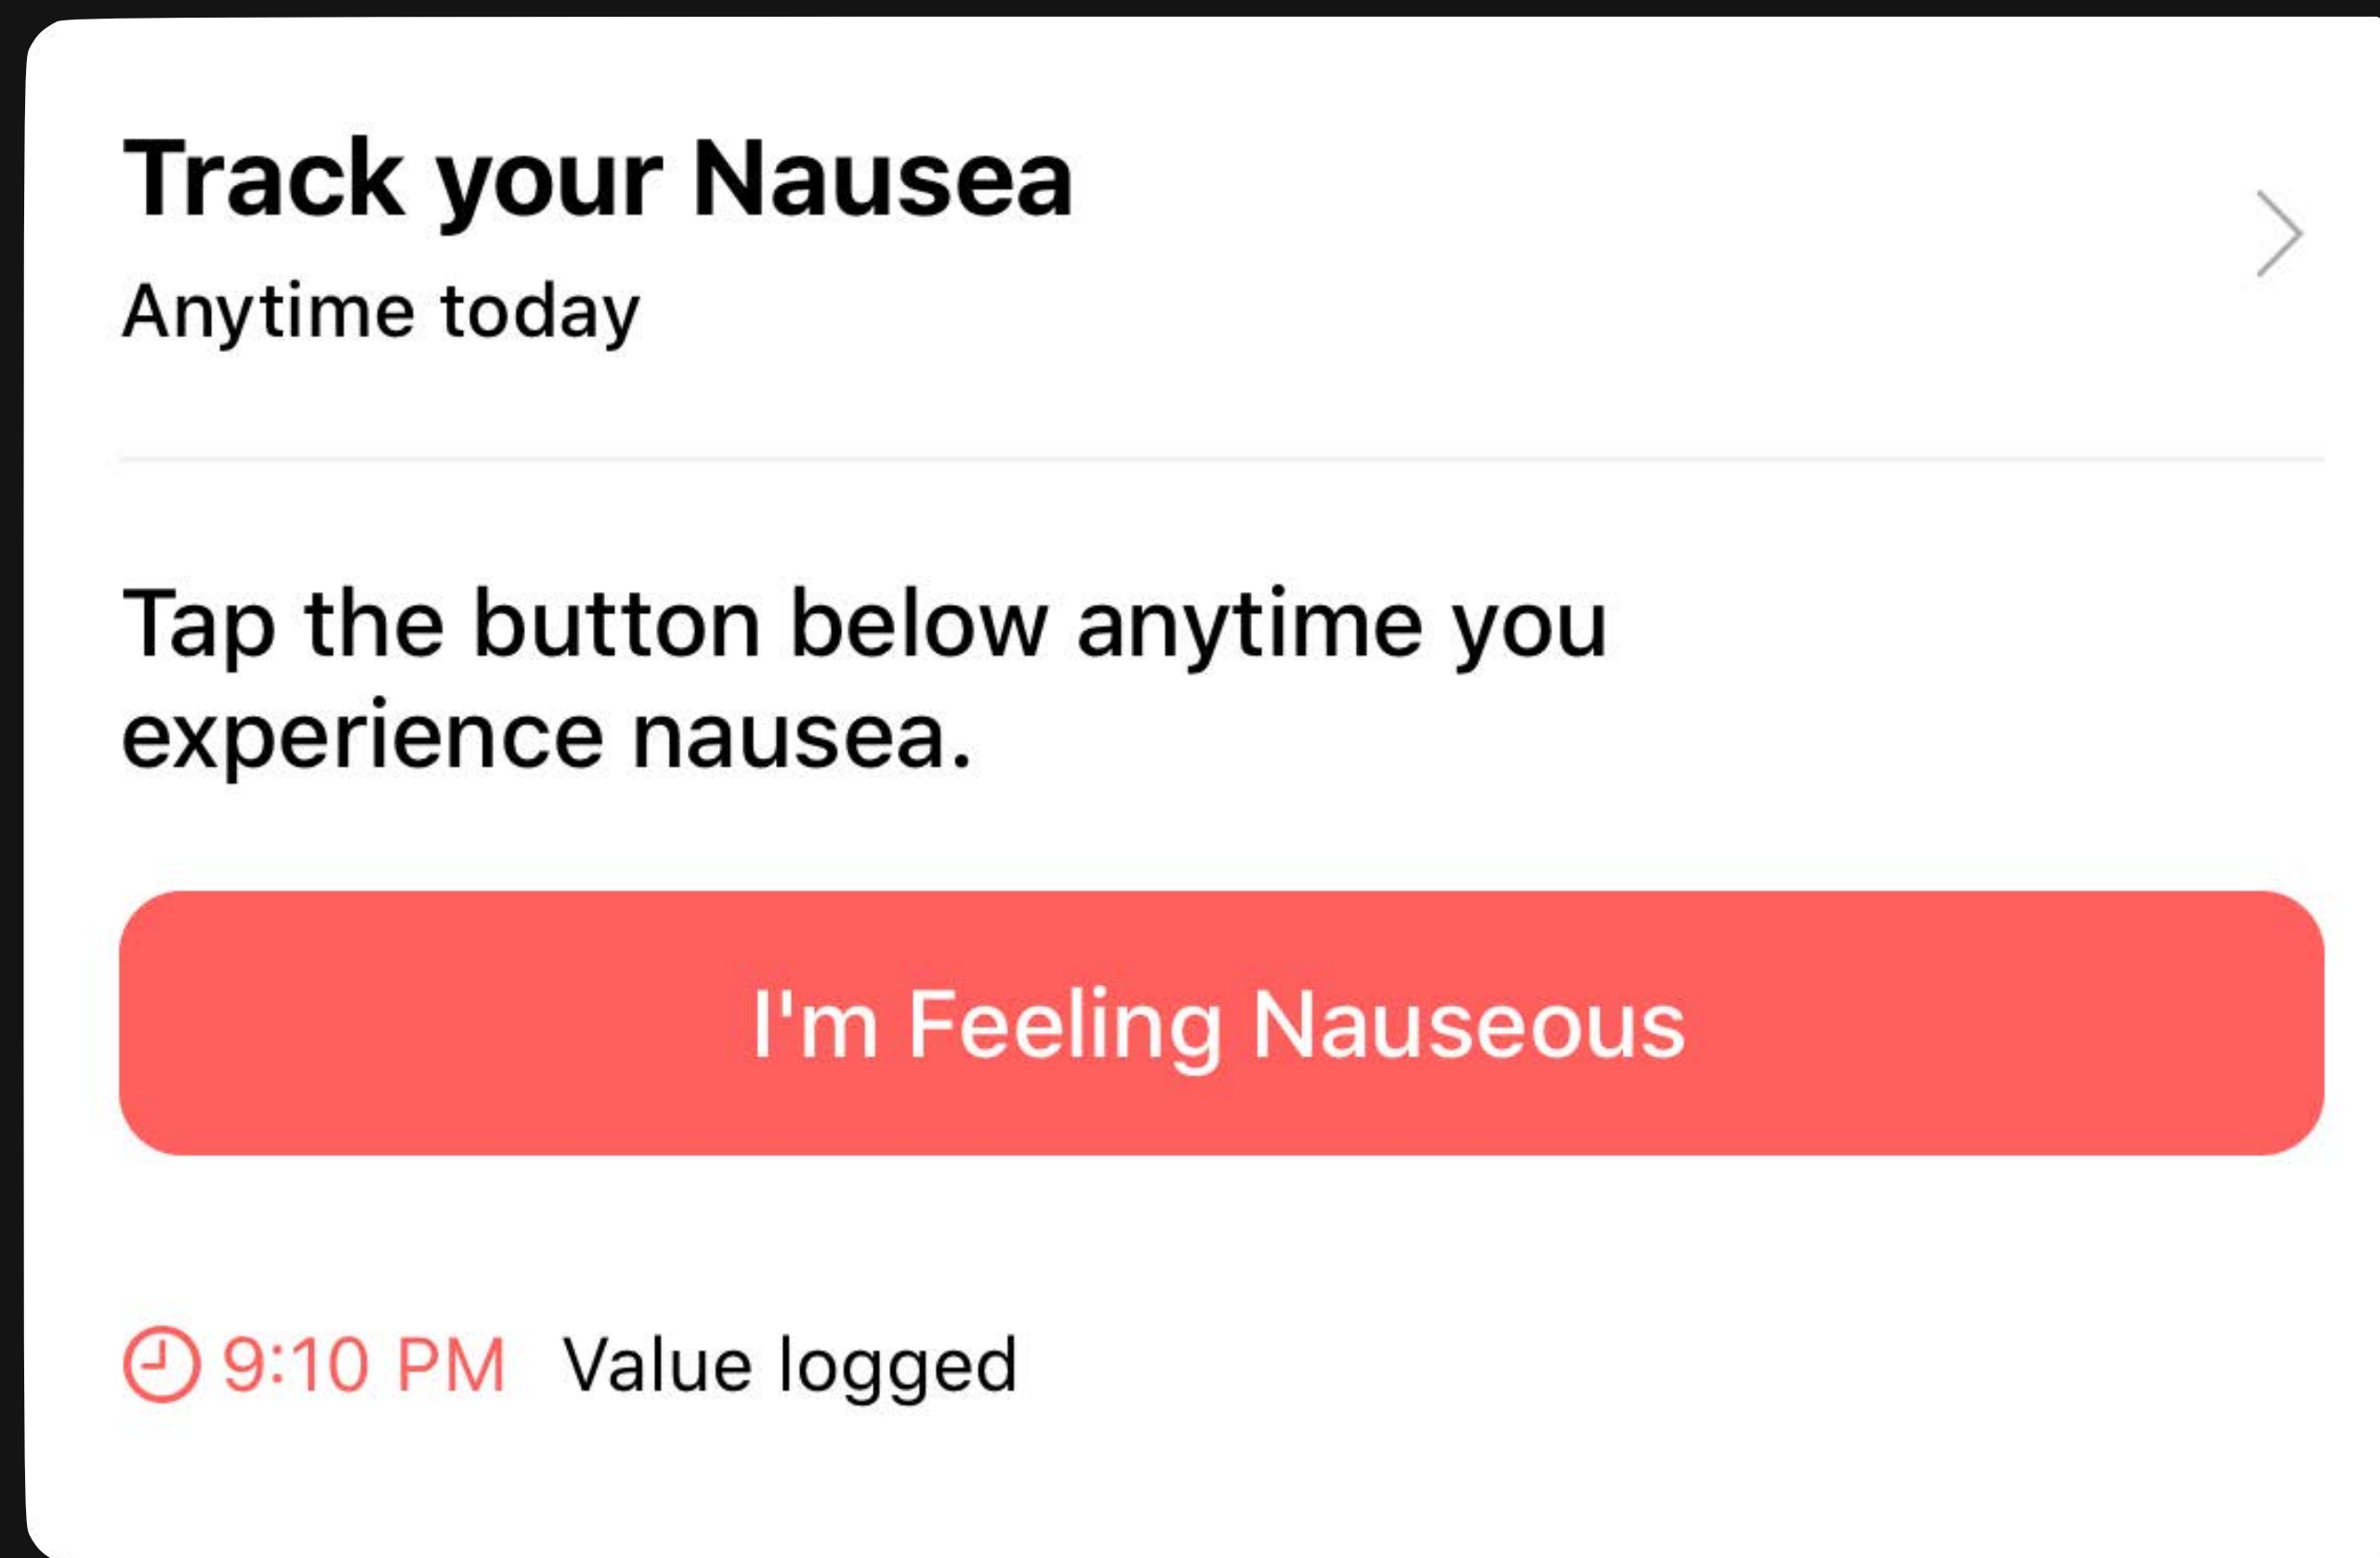 Track your Nausea
Anytime today
Tap the button below anytime you
experience nausea.
I'm Feeling Nauseous
9:10 PM Value logged